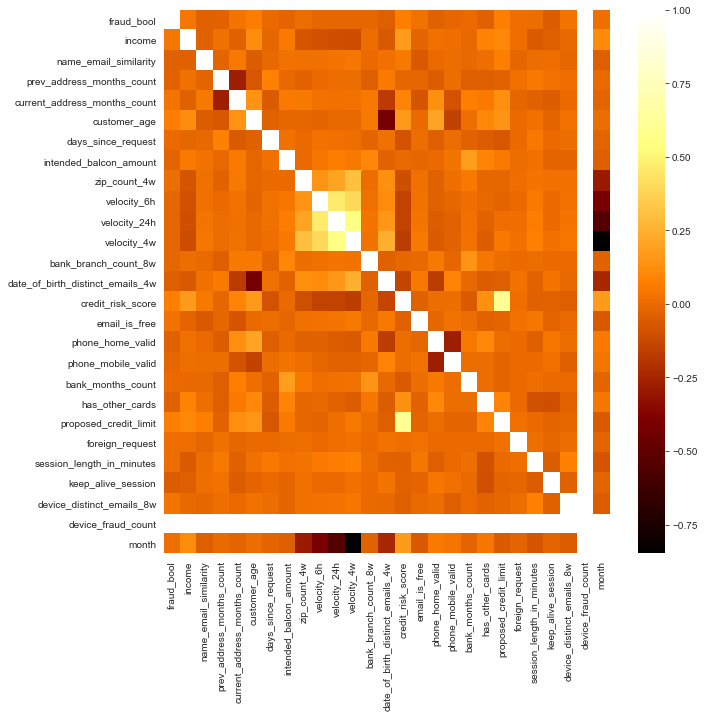 fraud_bool
income
name_email_similarity
prev_address_months_count
current_address_months_count
customer_age
days_since_request
intended_balcon_amount
zip_count_4w
velocity_6h
velocity_24h
velocity_4w
bank_branch_count_8w
date_of_birth_distinct_emails_4w
credit_risk_score
email_is_free
phone_home_valid
phone_mobile_valid
bank_months_count
has_other_cards
proposed_credit_limit
foreign_request
session_length_in_minutes
keep_alive_session
device_distinct_emails_8w
device_fraud_count
month
fraud_bool
income
name_email_similarity
prev_address_months_count
current_address_months_count
customer_age
days_since_request
intended_balcon_amount
zip_count_4w
velocity_6h
velocity_24h
velocity_4w
bank_branch_count_8w
date_of_birth_distinct_emails_4w
credit_risk_score
email_is_free
phone_home_valid
phone_mobile_valid
bank_months_count
has_other_cards
proposed_credit_limit
foreign_request
session_length_in_minutes
keep_alive_session
device_distinct_emails_8w
device_fraud_count
month
1.00
0.75
0.50
0.25
0.00
−0.25
−0.50
−0.75